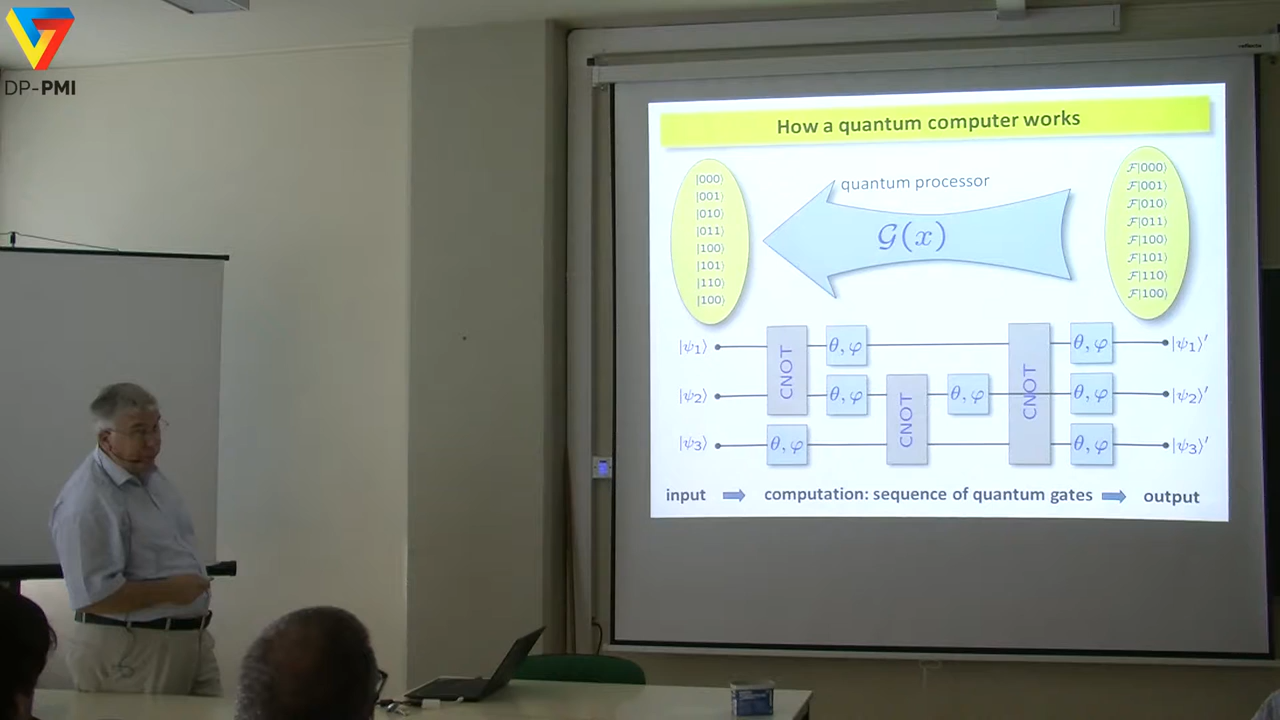 DP-PMI
How a quantum computer works
quantum processor
𝒢(x)
|000⟩
|001⟩
|010⟩
|011⟩
|100⟩
|101⟩
|110⟩
|100⟩
ℱ|000⟩
ℱ|001⟩
ℱ|010⟩
ℱ|011⟩
ℱ|100⟩
ℱ|101⟩
ℱ|110⟩
ℱ|100⟩
|ψ₁⟩ CNOT θ, φ CNOT θ, φ |ψ₁⟩′
|ψ₂⟩ θ, φ CNOT θ, φ θ, φ |ψ₂⟩′
|ψ₃⟩ θ, φ θ, φ |ψ₃⟩′
input computation: sequence of quantum gates output